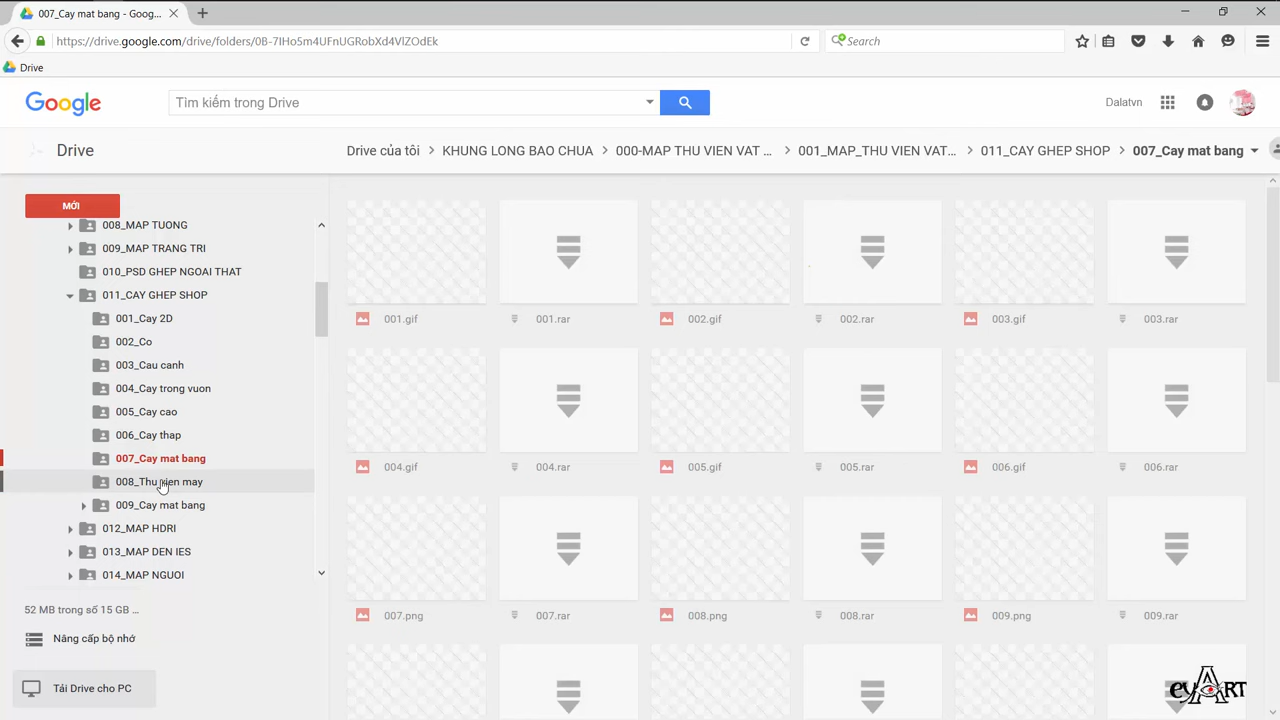 007_Cay mat bang - Goog...
https://drive.google.com/drive/folders/0B-7IHo5m4UFnUGRobXd4VlZOdEk
Search
Drive
Google
Tìm kiếm trong Drive
Dalatvn
Drive
Drive của tôi
KHUNG LONG BAO CHUA
000-MAP THU VIEN VAT ...
001_MAP_THU VIEN VAT...
011_CAY GHEP SHOP
007_Cay mat bang
MỚI
008_MAP TUONG
009_MAP TRANG TRI
010_PSD GHEP NGOAI THAT
011_CAY GHEP SHOP
001_Cay 2D
002_Co
003_Cau canh
004_Cay trong vuon
005_Cay cao
006_Cay thap
007_Cay mat bang
008_Thu vien may
009_Cay mat bang
012_MAP HDRI
013_MAP DEN IES
014_MAP NGUOI
52 MB trong số 15 GB ...
Nâng cấp bộ nhớ
Tải Drive cho PC
001.gif
001.rar
002.gif
002.rar
003.gif
003.rar
004.gif
004.rar
005.gif
005.rar
006.gif
006.rar
007.png
007.rar
008.png
008.rar
009.png
009.rar
eyART